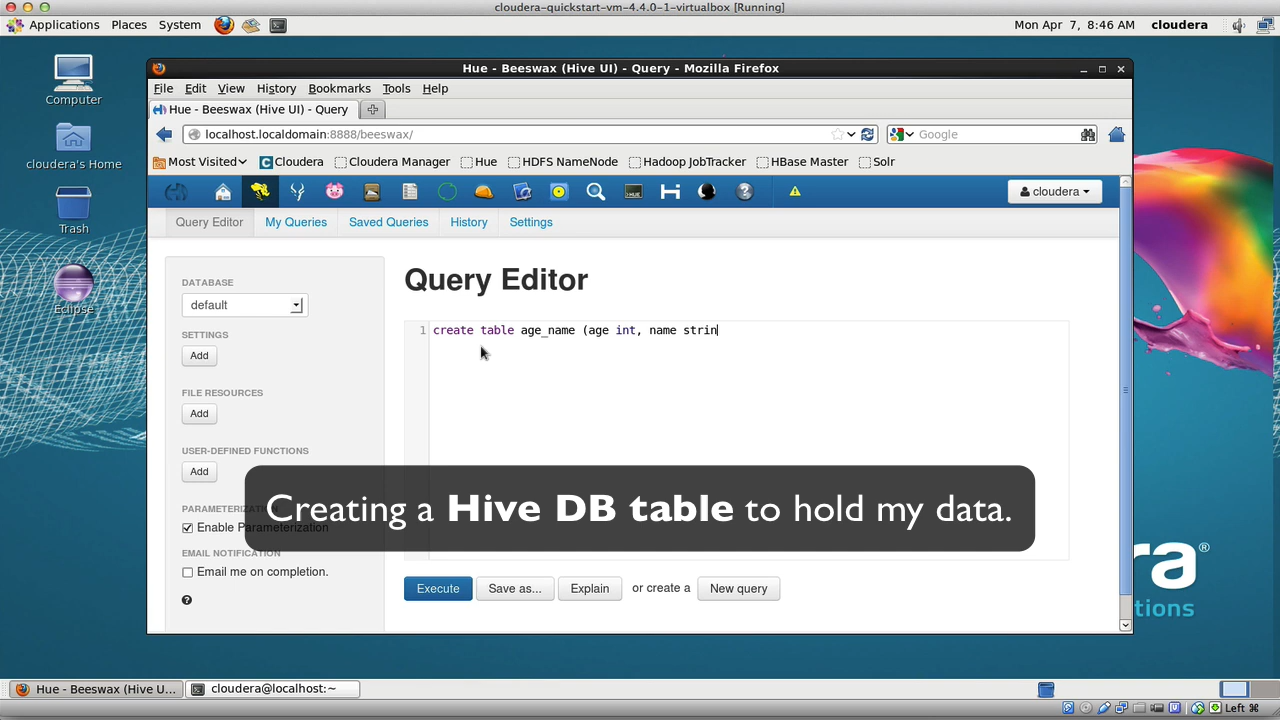 cloudera-quickstart-vm-4.4.0-1-virtualbox [Running]
Applications Places System
Mon Apr 7, 8:46 AM cloudera
Computer
cloudera's Home
Trash
Eclipse
Hue - Beeswax (Hive UI) - Query - Mozilla Firefox
File Edit View History Bookmarks Tools Help
Hue - Beeswax (Hive UI) - Query
localhost.localdomain:8888/beeswax/
Google
Most Visited Cloudera Cloudera Manager Hue HDFS NameNode Hadoop JobTracker HBase Master Solr
cloudera
Query Editor My Queries Saved Queries History Settings
DATABASE
default
SETTINGS
Add
FILE RESOURCES
Add
USER-DEFINED FUNCTIONS
Add
PARAMETERIZATION
Enable Parameterization
EMAIL NOTIFICATION
Email me on completion.
Query Editor
1 create table age_name (age int, name strin
Creating a Hive DB table to hold my data.
Execute Save as... Explain or create a New query
ra®
tions
Hue - Beeswax (Hive U... cloudera@localhost:~
Left ⌘